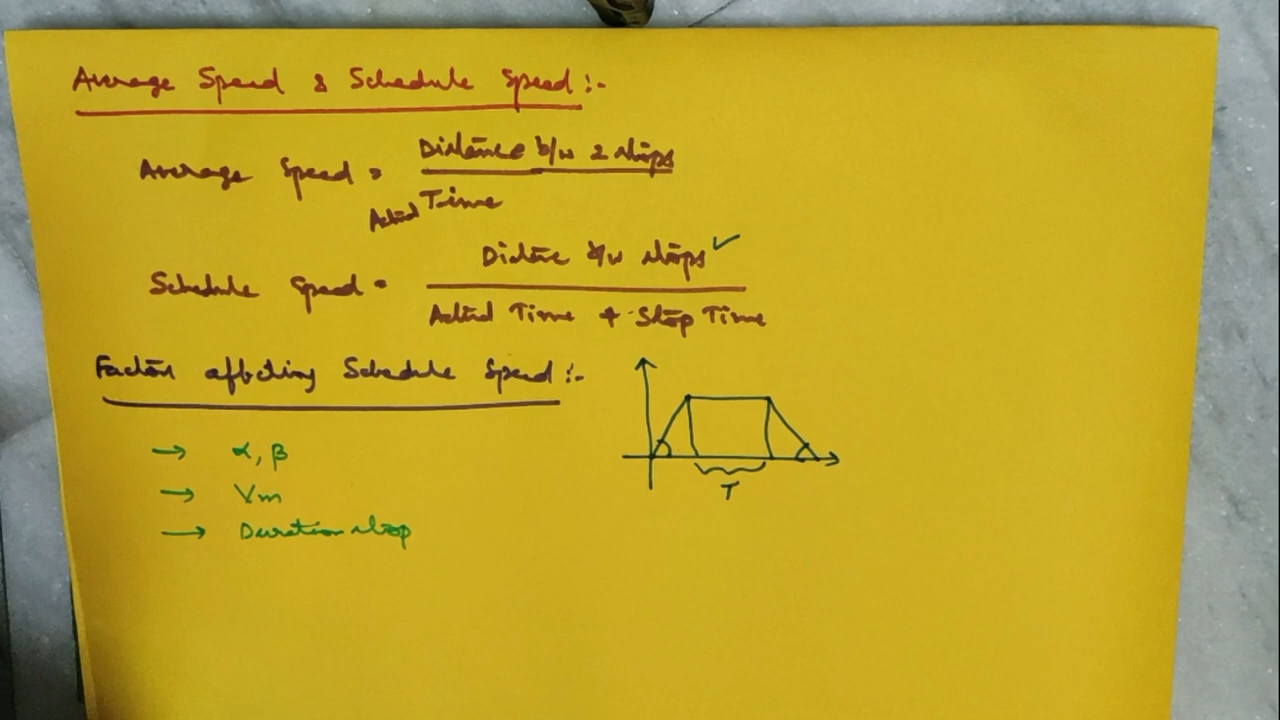 Average Speed & Schedule Speed :-
Average Speed = Distance b/w 2 stops
Actual Time
Schedule Speed = Distance b/w stops ✓
Actual Time + Stop Time
Factors affecting Schedule Speed :-
→ α, β
→ Vm
→ Duration stop
T